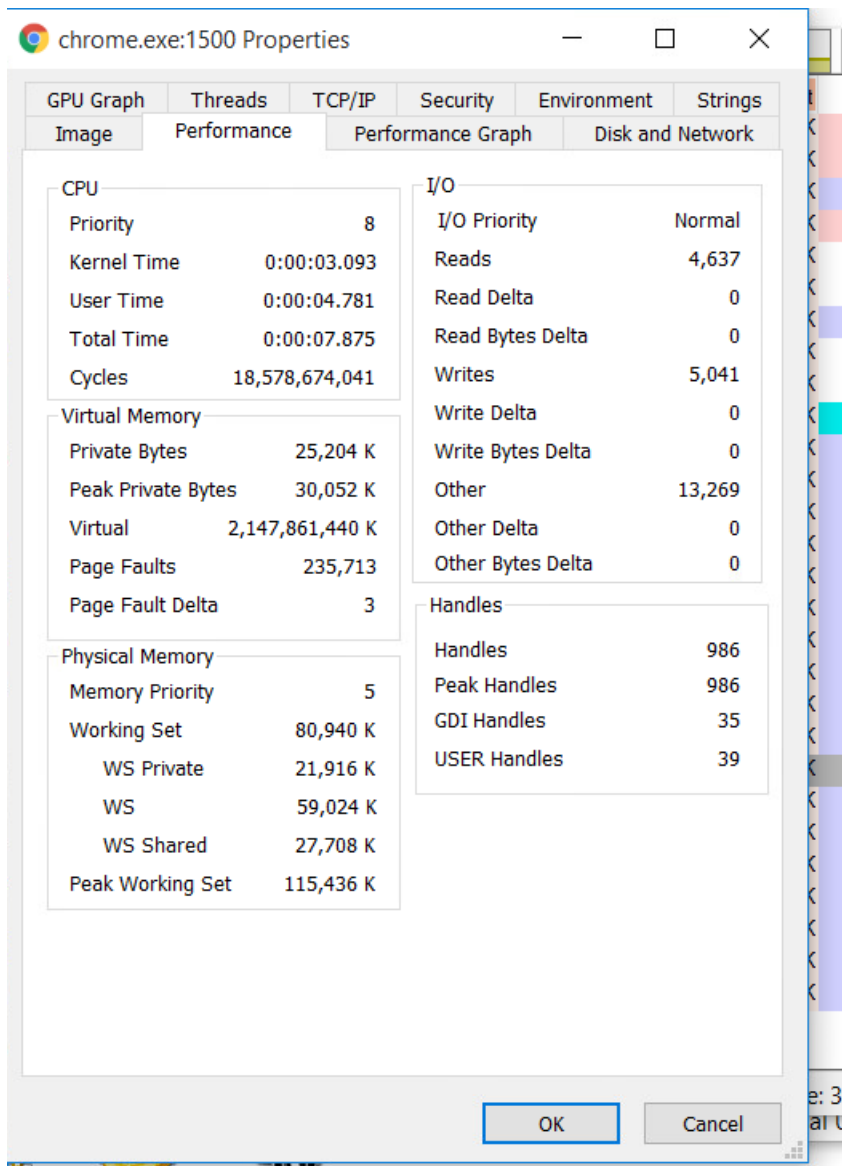 chrome.exe:1500 Properties
GPU Graph Threads TCP/IP Security Environment Strings
Image Performance Performance Graph Disk and Network
CPU
Priority 8
Kernel Time 0:00:03.093
User Time 0:00:04.781
Total Time 0:00:07.875
Cycles 18,578,674,041
Virtual Memory
Private Bytes 25,204 K
Peak Private Bytes 30,052 K
Virtual 2,147,861,440 K
Page Faults 235,713
Page Fault Delta 3
Physical Memory
Memory Priority 5
Working Set 80,940 K
WS Private 21,916 K
WS 59,024 K
WS Shared 27,708 K
Peak Working Set 115,436 K
I/O
I/O Priority Normal
Reads 4,637
Read Delta 0
Read Bytes Delta 0
Writes 5,041
Write Delta 0
Write Bytes Delta 0
Other 13,269
Other Delta 0
Other Bytes Delta 0
Handles
Handles 986
Peak Handles 986
GDI Handles 35
USER Handles 39
OK Cancel